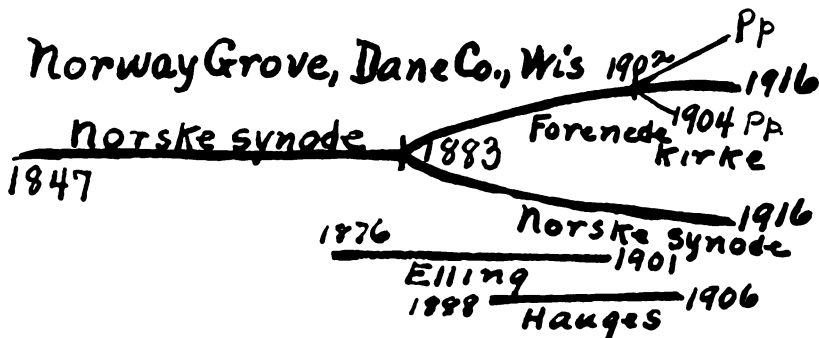 Norway Grove, Dane Co., Wis
1902
Pp
1916
Norske synode
1847
1883
Forenede
Kirke
1904 Pp
1916
Norske synode
1876
1901
Elling
1888
1906
Hauges